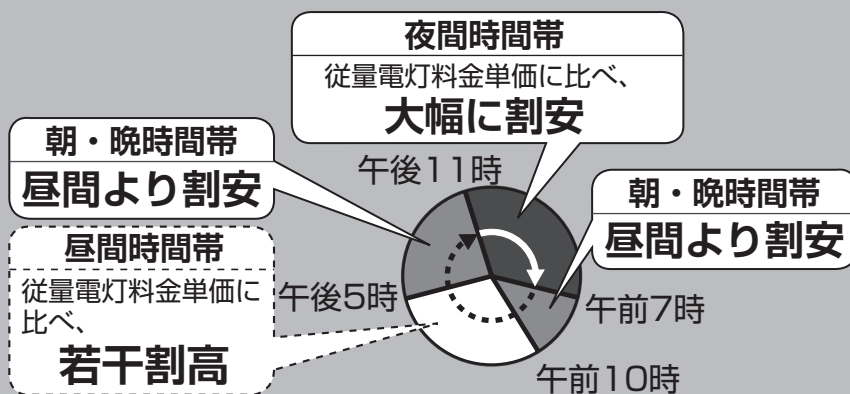 夜間時間帯
従量電灯料金単価に比べ、
大幅に割安
朝・晩時間帯
昼間より割安
午後11時
朝・晩時間帯
昼間より割安
昼間時間帯
従量電灯料金単価に
比べ、
若干割高
午後5時
午前7時
午前10時